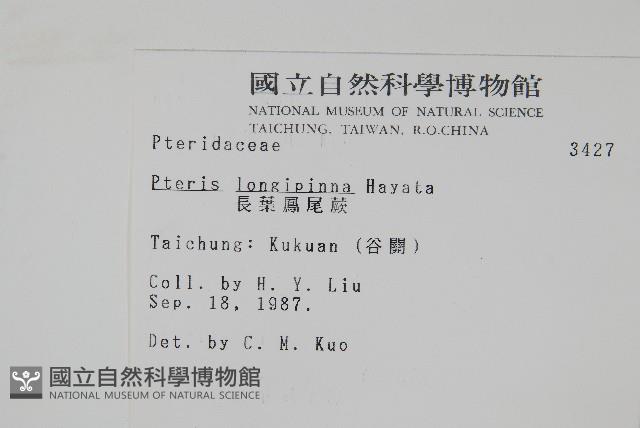 國立自然科學博物館
NATIONAL MUSEUM OF NATURAL SCIENCE
TAICHUNG, TAIWAN, R.O.CHINA
Pteridaceae 3427
Pteris longipinna Hayata
長葉鳳尾蕨
Taichung: Kukuan (谷關)
Coll. by H. Y. Liu
Sep. 18, 1987.
Det. by C. M. Kuo
國立自然科學博物館
NATIONAL MUSEUM OF NATURAL SCIENCE